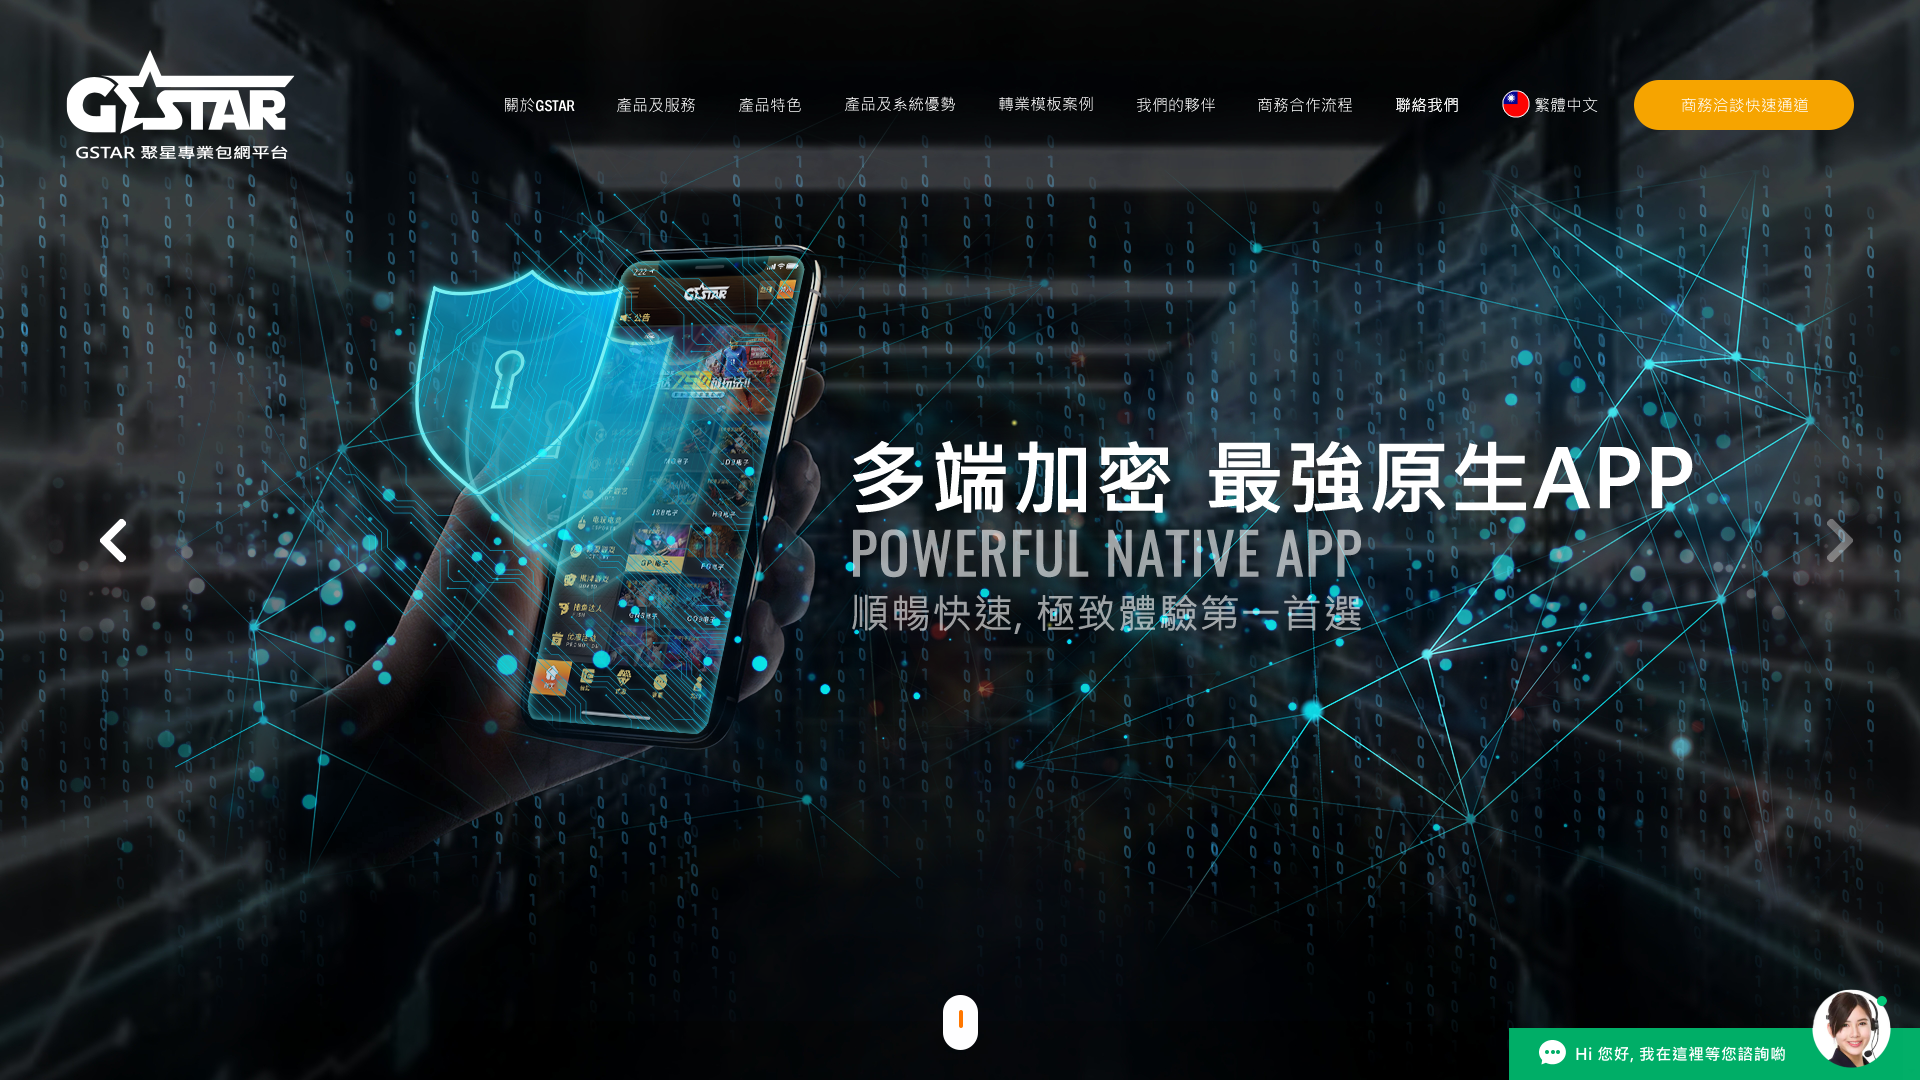 GSTAR
GSTAR 聚星專業包網平台
關於GSTAR
產品及服務
產品特色
產品及系統優勢
轉業模板案例
我們的夥伴
商務合作流程
聯絡我們
繁體中文
商務洽談快速通道
7:22
GSTAR
公告
多端加密 最強原生APP
POWERFUL NATIVE APP
順暢快速, 極致體驗第一首選
Hi 您好, 我在這裡等您諮詢喲